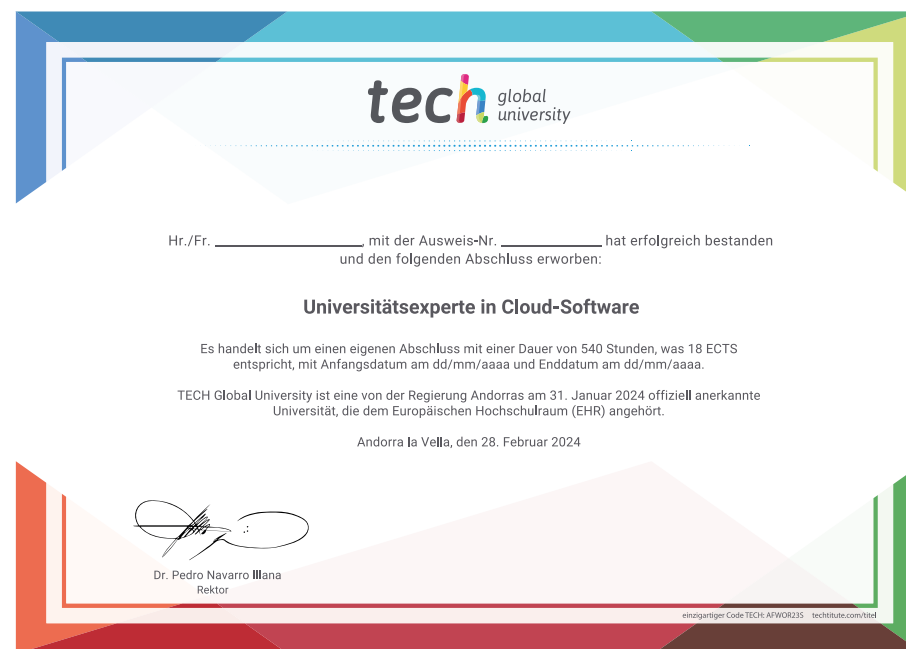 tech global university
Hr./Fr. ____________________, mit der Ausweis-Nr. ______________ hat erfolgreich bestanden
und den folgenden Abschluss erworben:
Universitätsexperte in Cloud-Software
Es handelt sich um einen eigenen Abschluss mit einer Dauer von 540 Stunden, was 18 ECTS
entspricht, mit Anfangsdatum am dd/mm/aaaa und Enddatum am dd/mm/aaaa.
TECH Global University ist eine von der Regierung Andorras am 31. Januar 2024 offiziell anerkannte
Universität, die dem Europäischen Hochschulraum (EHR) angehört.
Andorra la Vella, den 28. Februar 2024
Dr. Pedro Navarro Illana
Rektor
einzigartiger Code TECH: AFWOR23S techtitute.com/titel